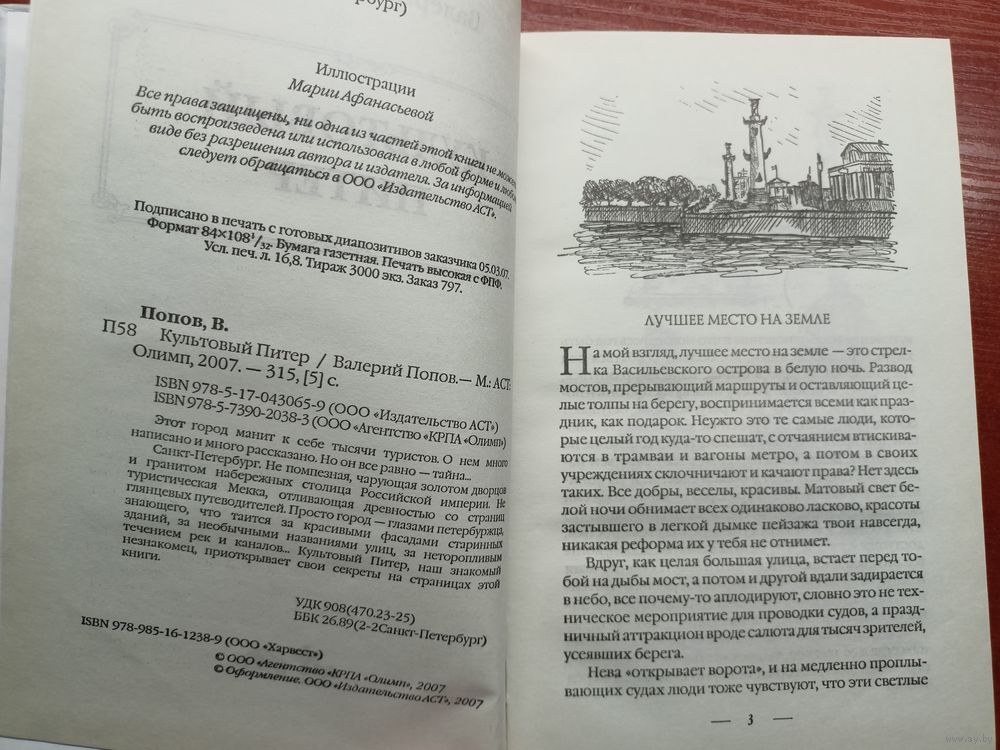 рбург)
Иллюстрации
Марии Афанасьевой
Все права защищены, ни одна из частей этой книги не может
быть воспроизведена или использована в любой форме и любом
виде без разрешения автора и издателя. За информацией
следует обращаться в ООО «Издательство АСТ».
Подписано в печать с готовых диапозитивов заказчика 05.03.07.
Формат 84×108 1/32. Бумага газетная. Печать высокая с ФПФ.
Усл. печ. л. 16,8. Тираж 3000 экз. Заказ 797.
Попов, В.
П58 Культовый Питер / Валерий Попов.— М.: АСТ:
Олимп, 2007. — 315, [5] с.
ISBN 978-5-17-043065-9 (ООО «Издательство АСТ»)
ISBN 978-5-7390-2038-3 (ООО «Агентство «КРПА «Олимп»)
Этот город манит к себе тысячи туристов. О нем много
написано и много рассказано. Но он все равно — тайна...
Санкт-Петербург. Не помпезная, чарующая золотом дворцов
и гранитом набережных столица Российской империи. Не
туристическая Мекка, отливающая древностью со страниц
глянцевых путеводителей. Просто город — глазами петербуржца,
знающего, что таится за красивыми фасадами старинных
зданий, за необычными названиями улиц, за неторопливым
течением рек и каналов... Культовый Питер, наш знакомый
незнакомец, приоткрывает свои секреты на страницах этой
книги.
УДК 908(470.23-25)
ББК 26.89(2-2Санкт-Петербург)
ISBN 978-985-16-1238-9 (ООО «Харвест»)
© ООО «Агентство «КРПА «Олимп», 2007
© Оформление. ООО «Издательство АСТ», 2007
ЛУЧШЕЕ МЕСТО НА ЗЕМЛЕ
На мой взгляд, лучшее место на земле — это стрел-
ка Васильевского острова в белую ночь. Развод
мостов, прерывающий маршруты и оставляющий це-
лые толпы на берегу, воспринимается всеми как праз-
дник, как подарок. Неужто это те самые люди, кото-
рые целый год куда-то спешат, с отчаянием втискива-
ются в трамваи и вагоны метро, а потом в своих
учреждениях склочничают и качают права? Нет здесь
таких. Все добры, веселы, красивы. Матовый свет бе-
лой ночи обнимает всех одинаково ласково, красоты
застывшего в легкой дымке пейзажа твои навсегда,
никакая реформа их у тебя не отнимет.
Вдруг, как целая большая улица, встает перед то-
бой на дыбы мост, а потом и другой вдали задирается
в небо, все почему-то аплодируют, словно это не тех-
ническое мероприятие для проводки судов, а празд-
ничный аттракцион вроде салюта для тысяч зрителей,
усеявших берега.
Нева «открывает ворота», и на медленно проплы-
вающих судах люди тоже чувствуют, что эти светлые
— 3 —
www.ay.by